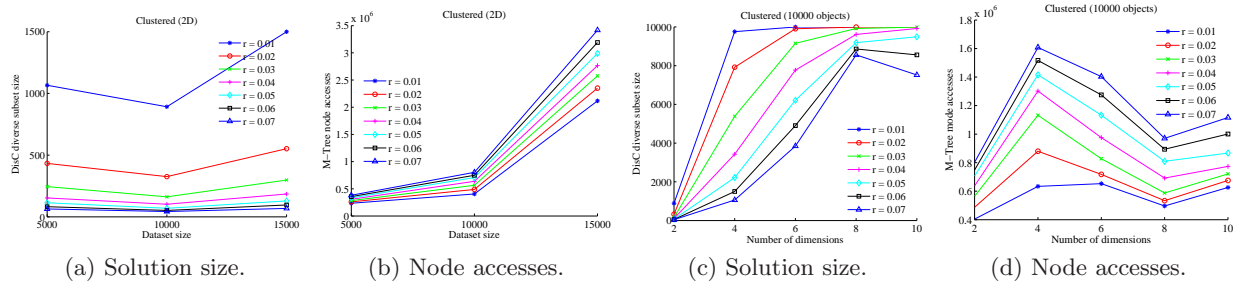 Clustered (2D)
1500
1000
500
0
5000
10000
15000
Dataset size
DisC diverse subset size
r = 0.01
r = 0.02
r = 0.03
r = 0.04
r = 0.05
r = 0.06
r = 0.07
(a) Solution size.
Clustered (2D)
x 10^6
3.5
3
2.5
2
1.5
1
0.5
0
5000
10000
15000
Dataset size
M−Tree node accesses
r = 0.01
r = 0.02
r = 0.03
r = 0.04
r = 0.05
r = 0.06
r = 0.07
(b) Node accesses.
Clustered (10000 objects)
10000
8000
6000
4000
2000
0
2
4
6
8
10
Number of dimensions
DisC diverse subset size
r = 0.01
r = 0.02
r = 0.03
r = 0.04
r = 0.05
r = 0.06
r = 0.07
(c) Solution size.
Clustered (10000 objects)
x 10^6
1.8
1.6
1.4
1.2
1
0.8
0.6
0.4
2
4
6
8
10
Number of dimensions
M−Tree mode accesses
r = 0.01
r = 0.02
r = 0.03
r = 0.04
r = 0.05
r = 0.06
r = 0.07
(d) Node accesses.